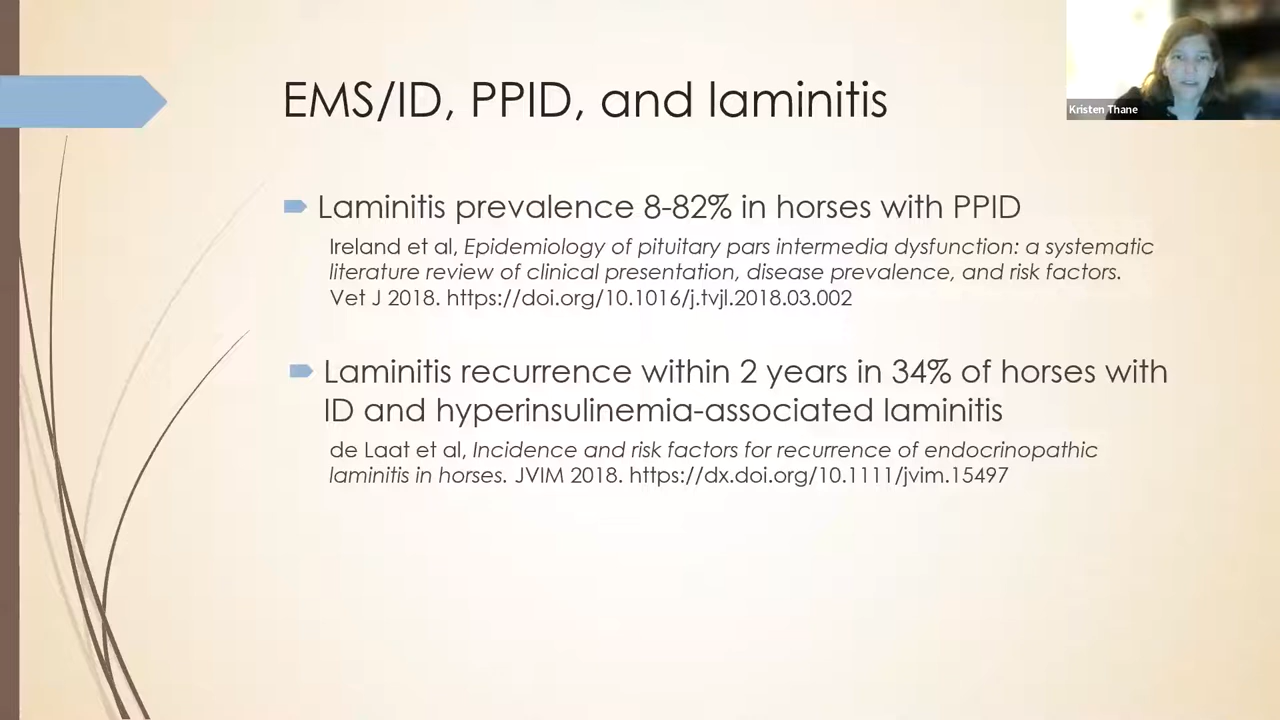 EMS/ID, PPID, and laminitis
Kristen Thane
Laminitis prevalence 8-82% in horses with PPID
Ireland et al, Epidemiology of pituitary pars intermedia dysfunction: a systematic
literature review of clinical presentation, disease prevalence, and risk factors.
Vet J 2018. https://doi.org/10.1016/j.tvjl.2018.03.002
Laminitis recurrence within 2 years in 34% of horses with
ID and hyperinsulinemia-associated laminitis
de Laat et al, Incidence and risk factors for recurrence of endocrinopathic
laminitis in horses. JVIM 2018. https://dx.doi.org/10.1111/jvim.15497